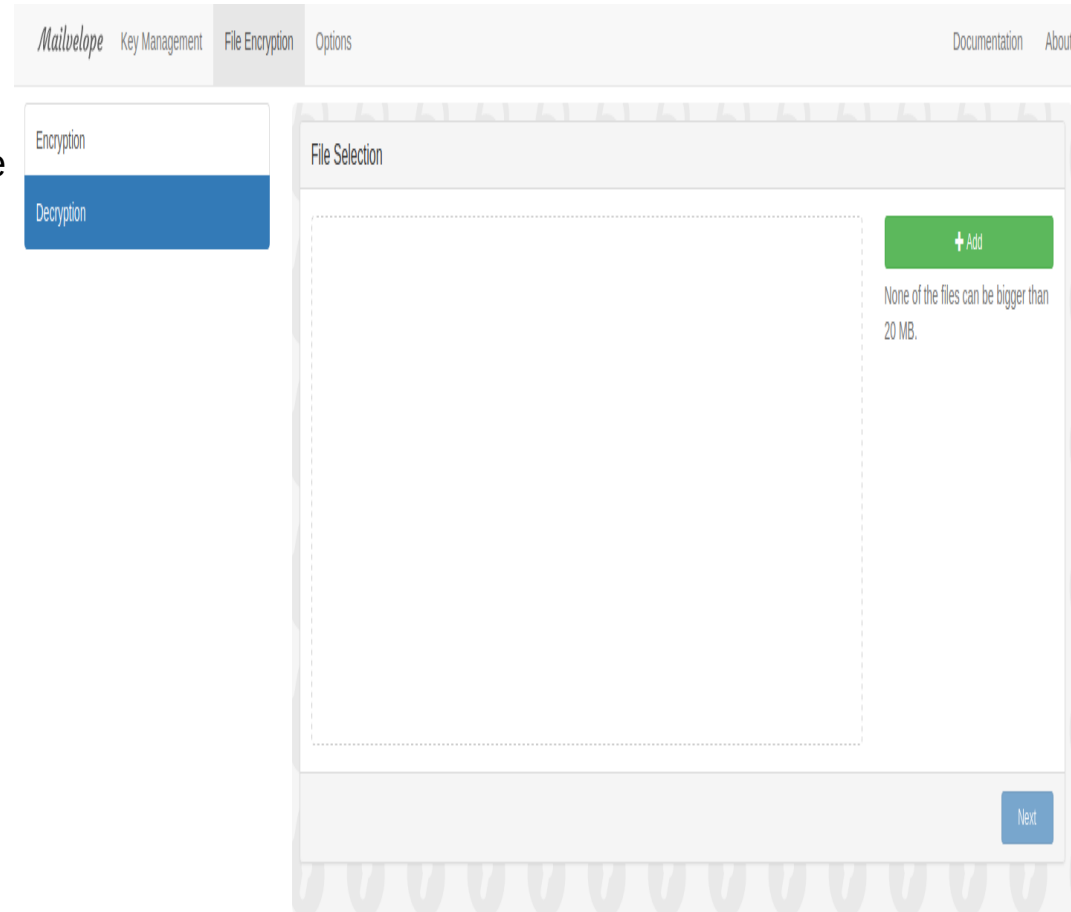 Mailvelope Key Management File Encryption Options Documentation About
Encryption
e
Decryption
File Selection
+ Add
None of the files can be bigger than
20 MB.
Next